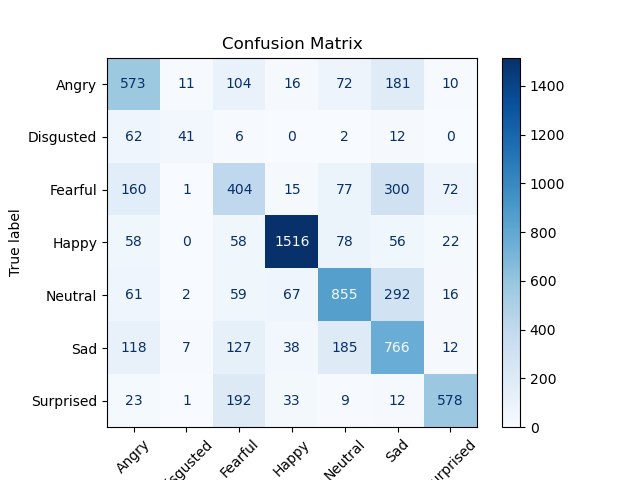 Confusion Matrix
Angry 573 11 104 16 72 181 10
Disgusted 62 41 6 0 2 12 0
Fearful 160 1 404 15 77 300 72
Happy 58 0 58 1516 78 56 22
Neutral 61 2 59 67 855 292 16
Sad 118 7 127 38 185 766 12
Surprised 23 1 192 33 9 12 578
True label
Angry sgusted Fearful Happy Neutral Sad urprised
1400
1200
1000
800
600
400
200
0